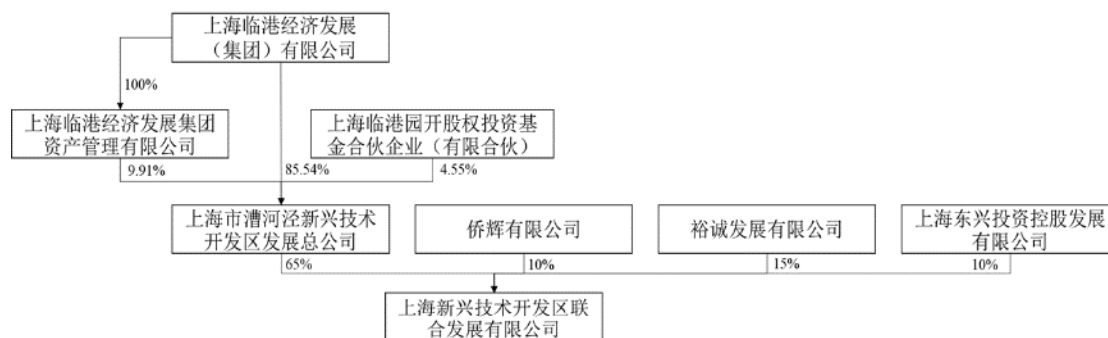 上海临港经济发展
（集团）有限公司
100%
上海临港经济发展集团
资产管理有限公司
上海临港园开股权投资基
金合伙企业（有限合伙）
9.91%
85.54%
4.55%
上海市漕河泾新兴技术
开发区发展总公司
侨辉有限公司
裕诚发展有限公司
上海东兴投资控股发展
有限公司
65%
10%
15%
10%
上海新兴技术开发区联
合发展有限公司